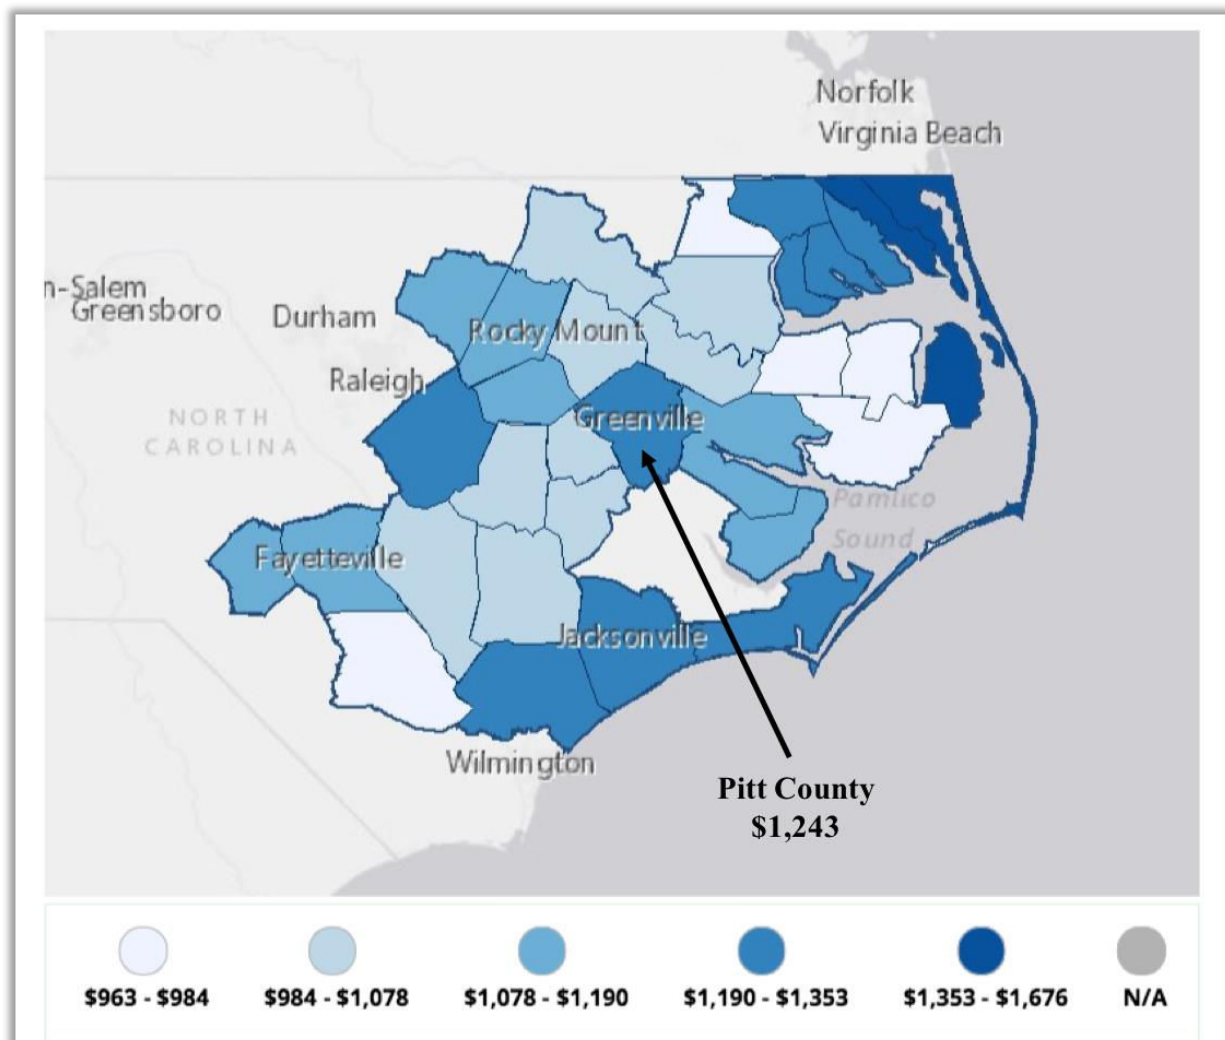 Norfolk
Virginia Beach
n-Salem
Greensboro
Durham
Rocky Mount
Raleigh
NORTH
CAROLINA
Greenville
Pamlico
Sound
Fayetteville
Jacksonville
Wilmington
Pitt County
$1,243
$963 - $984
$984 - $1,078
$1,078 - $1,190
$1,190 - $1,353
$1,353 - $1,676
N/A